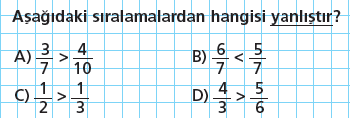 Aşağıdaki sıralamalardan hangisi yanlıştır?
A) 3/7 > 4/10 B) 6/7 < 5/7
C) 1/2 > 1/3 D) 4/3 > 5/6